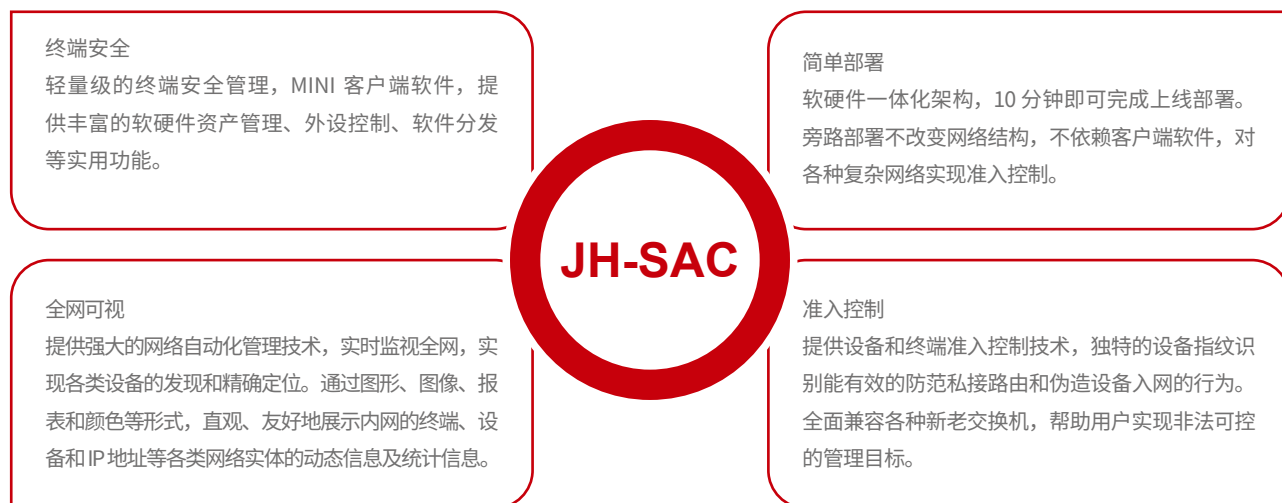 终端安全
轻量级的终端安全管理，MINI 客户端软件，提
供丰富的软硬件资产管理、外设控制、软件分发
等实用功能。
简单部署
软硬件一体化架构，10 分钟即可完成上线部署。
旁路部署不改变网络结构，不依赖客户端软件，对
各种复杂网络实现准入控制。
JH-SAC
全网可视
提供强大的网络自动化管理技术，实时监视全网，实
现各类设备的发现和精确定位。通过图形、图像、报
表和颜色等形式，直观、友好地展示内网的终端、设
备和 IP 地址等各类网络实体的动态信息及统计信息。
准入控制
提供设备和终端准入控制技术，独特的设备指纹识
别能有效的防范私接路由和伪造设备入网的行为。
全面兼容各种新老交换机，帮助用户实现非法可控
的管理目标。